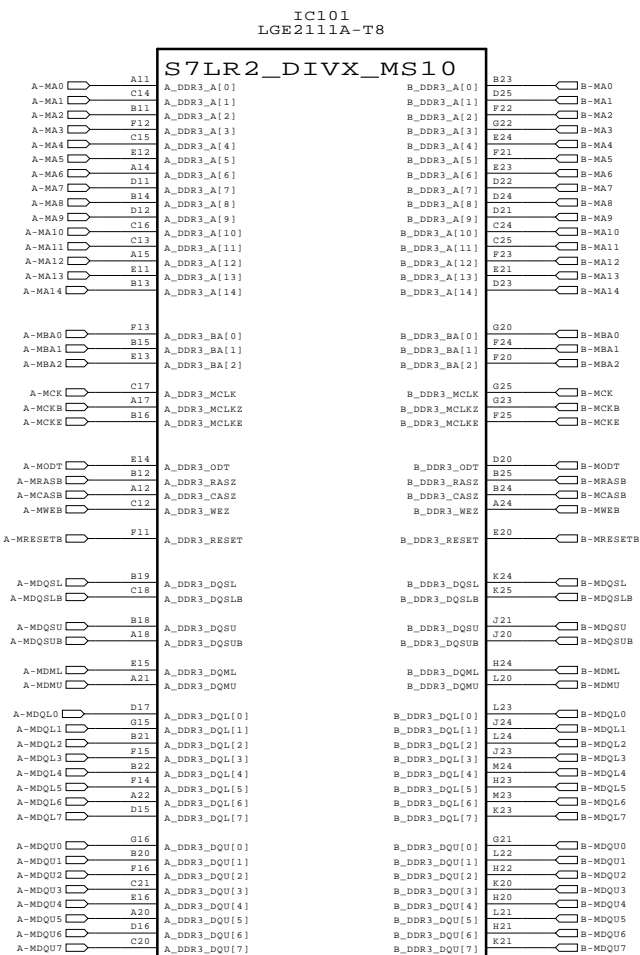 IC101
LGE2111A-T8
S7LR2_DIVX_MS10
A-MA0 A11 A_DDR3_A[0] B_DDR3_A[0] B23 B-MA0
A-MA1 C14 A_DDR3_A[1] B_DDR3_A[1] D25 B-MA1
A-MA2 B11 A_DDR3_A[2] B_DDR3_A[2] F22 B-MA2
A-MA3 F12 A_DDR3_A[3] B_DDR3_A[3] G22 B-MA3
A-MA4 C15 A_DDR3_A[4] B_DDR3_A[4] E24 B-MA4
A-MA5 E12 A_DDR3_A[5] B_DDR3_A[5] F21 B-MA5
A-MA6 A14 A_DDR3_A[6] B_DDR3_A[6] E23 B-MA6
A-MA7 D11 A_DDR3_A[7] B_DDR3_A[7] D22 B-MA7
A-MA8 B14 A_DDR3_A[8] B_DDR3_A[8] D24 B-MA8
A-MA9 D12 A_DDR3_A[9] B_DDR3_A[9] D21 B-MA9
A-MA10 C16 A_DDR3_A[10] B_DDR3_A[10] C24 B-MA10
A-MA11 C13 A_DDR3_A[11] B_DDR3_A[11] C25 B-MA11
A-MA12 A15 A_DDR3_A[12] B_DDR3_A[12] F23 B-MA12
A-MA13 E11 A_DDR3_A[13] B_DDR3_A[13] E21 B-MA13
A-MA14 B13 A_DDR3_A[14] B_DDR3_A[14] D23 B-MA14
A-MBA0 F13 A_DDR3_BA[0] B_DDR3_BA[0] G20 B-MBA0
A-MBA1 B15 A_DDR3_BA[1] B_DDR3_BA[1] F24 B-MBA1
A-MBA2 E13 A_DDR3_BA[2] B_DDR3_BA[2] F20 B-MBA2
A-MCK C17 A_DDR3_MCLK B_DDR3_MCLK G25 B-MCK
A-MCKB A17 A_DDR3_MCLKZ B_DDR3_MCLKZ G23 B-MCKB
A-MCKE B16 A_DDR3_MCLKE B_DDR3_MCLKE F25 B-MCKE
A-MODT E14 A_DDR3_ODT B_DDR3_ODT D20 B-MODT
A-MRASB B12 A_DDR3_RASZ B_DDR3_RASZ B25 B-MRASB
A-MCASB A12 A_DDR3_CASZ B_DDR3_CASZ B24 B-MCASB
A-MWEB C12 A_DDR3_WEZ B_DDR3_WEZ A24 B-MWEB
A-MRESETB F11 A_DDR3_RESET B_DDR3_RESET E20 B-MRESETB
A-MDQSL B19 A_DDR3_DQSL B_DDR3_DQSL K24 B-MDQSL
A-MDQSLB C18 A_DDR3_DQSLB B_DDR3_DQSLB K25 B-MDQSLB
A-MDQSU B18 A_DDR3_DQSU B_DDR3_DQSU J21 B-MDQSU
A-MDQSUB A18 A_DDR3_DQSUB B_DDR3_DQSUB J20 B-MDQSUB
A-MDML E15 A_DDR3_DQML B_DDR3_DQML H24 B-MDML
A-MDMU A21 A_DDR3_DQMU B_DDR3_DQMU L20 B-MDMU
A-MDQL0 D17 A_DDR3_DQL[0] B_DDR3_DQL[0] L23 B-MDQL0
A-MDQL1 G15 A_DDR3_DQL[1] B_DDR3_DQL[1] J24 B-MDQL1
A-MDQL2 B21 A_DDR3_DQL[2] B_DDR3_DQL[2] L24 B-MDQL2
A-MDQL3 F15 A_DDR3_DQL[3] B_DDR3_DQL[3] J23 B-MDQL3
A-MDQL4 B22 A_DDR3_DQL[4] B_DDR3_DQL[4] M24 B-MDQL4
A-MDQL5 F14 A_DDR3_DQL[5] B_DDR3_DQL[5] H23 B-MDQL5
A-MDQL6 A22 A_DDR3_DQL[6] B_DDR3_DQL[6] M23 B-MDQL6
A-MDQL7 D15 A_DDR3_DQL[7] B_DDR3_DQL[7] K23 B-MDQL7
A-MDQU0 G16 A_DDR3_DQU[0] B_DDR3_DQU[0] G21 B-MDQU0
A-MDQU1 B20 A_DDR3_DQU[1] B_DDR3_DQU[1] L22 B-MDQU1
A-MDQU2 F16 A_DDR3_DQU[2] B_DDR3_DQU[2] H22 B-MDQU2
A-MDQU3 C21 A_DDR3_DQU[3] B_DDR3_DQU[3] K20 B-MDQU3
A-MDQU4 E16 A_DDR3_DQU[4] B_DDR3_DQU[4] H20 B-MDQU4
A-MDQU5 A20 A_DDR3_DQU[5] B_DDR3_DQU[5] L21 B-MDQU5
A-MDQU6 D16 A_DDR3_DQU[6] B_DDR3_DQU[6] H21 B-MDQU6
A-MDQU7 C20 A_DDR3_DQU[7] B_DDR3_DQU[7] K21 B-MDQU7